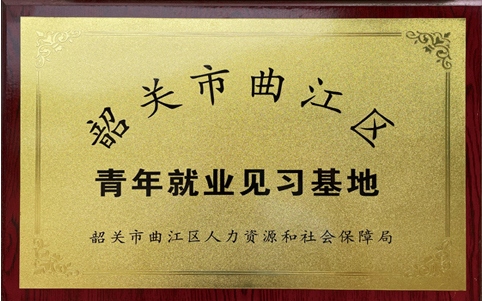 韶关市曲江区
青年就业见习基地
韶关市曲江区人力资源和社会保障局